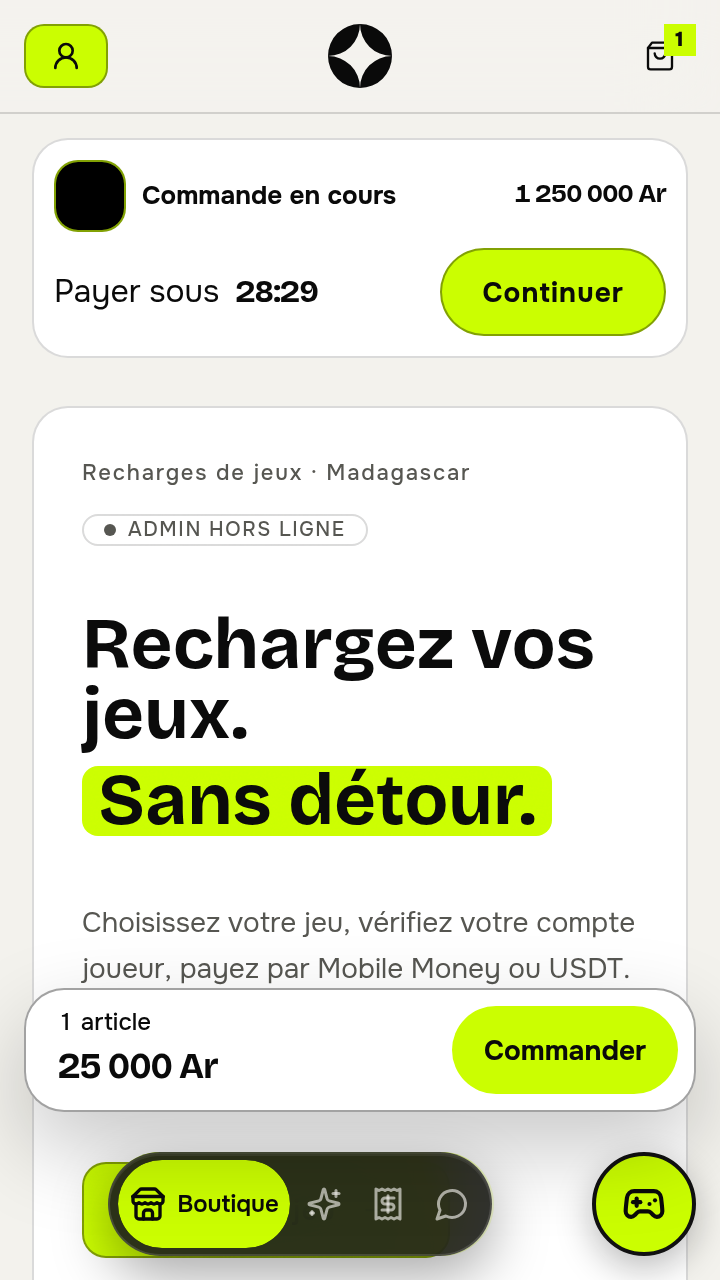 1
Commande en cours
1 250 000 Ar
Payer sous 28:29
Continuer
Recharges de jeux · Madagascar
ADMIN HORS LIGNE
Rechargez vos
jeux.
Sans détour.
Choisissez votre jeu, vérifiez votre compte
joueur, payez par Mobile Money ou USDT.
1 article
25 000 Ar
Commander
Boutique